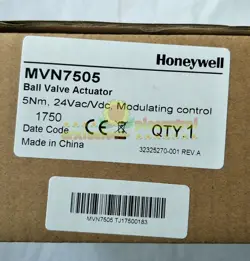 Honeywell
MVN7505
Ball Valve Actuator
5Nm, 24Vac/Vdc, Modulating control
1750
Date Code
CE
QTY.1
Made in China
32325270-001 REV A
MVN7505 TJ17500183